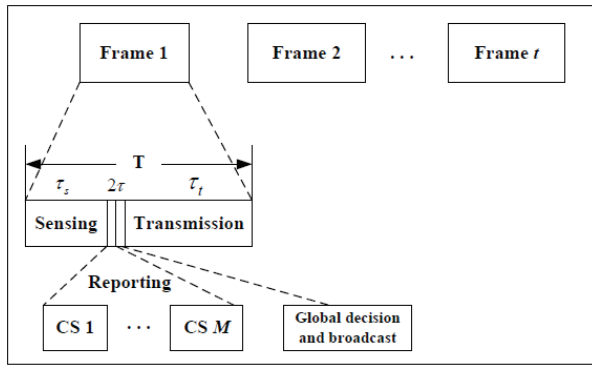 Frame 1 Frame 2 . . . Frame t
T
τs 2τ τt
Sensing Transmission
Reporting
CS 1 · · · CS M Global decision
and broadcast